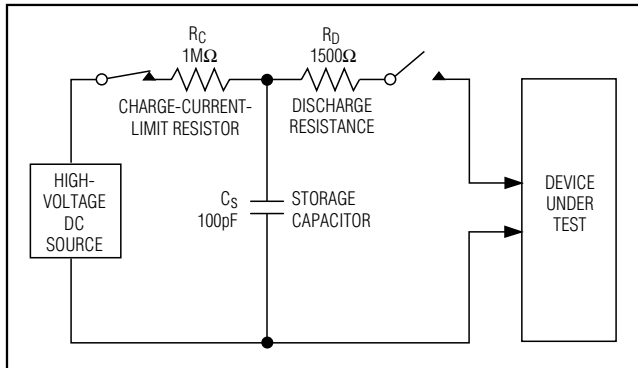 R_C
1MΩ
CHARGE-CURRENT-
LIMIT RESISTOR
R_D
1500Ω
DISCHARGE
RESISTANCE
HIGH-
VOLTAGE
DC
SOURCE
C_S
100pF
STORAGE
CAPACITOR
DEVICE
UNDER
TEST